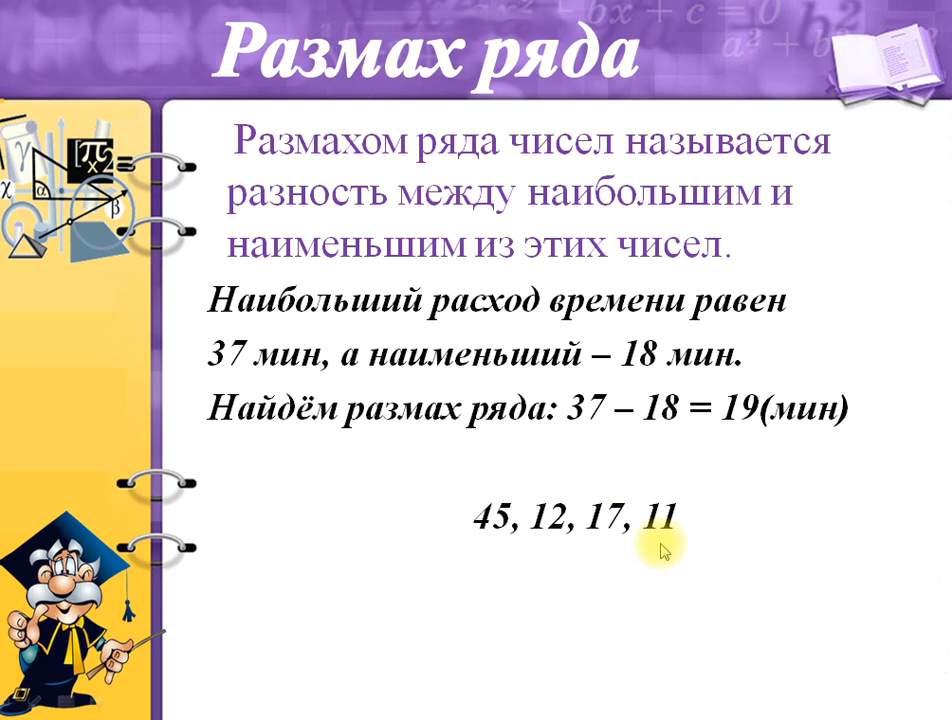 Размах ряда
Размахом ряда чисел называется
разность между наибольшим и
наименьшим из этих чисел.
Наибольший расход времени равен
37 мин, а наименьший – 18 мин.
Найдём размах ряда: 37 – 18 = 19(мин)
45, 12, 17, 11